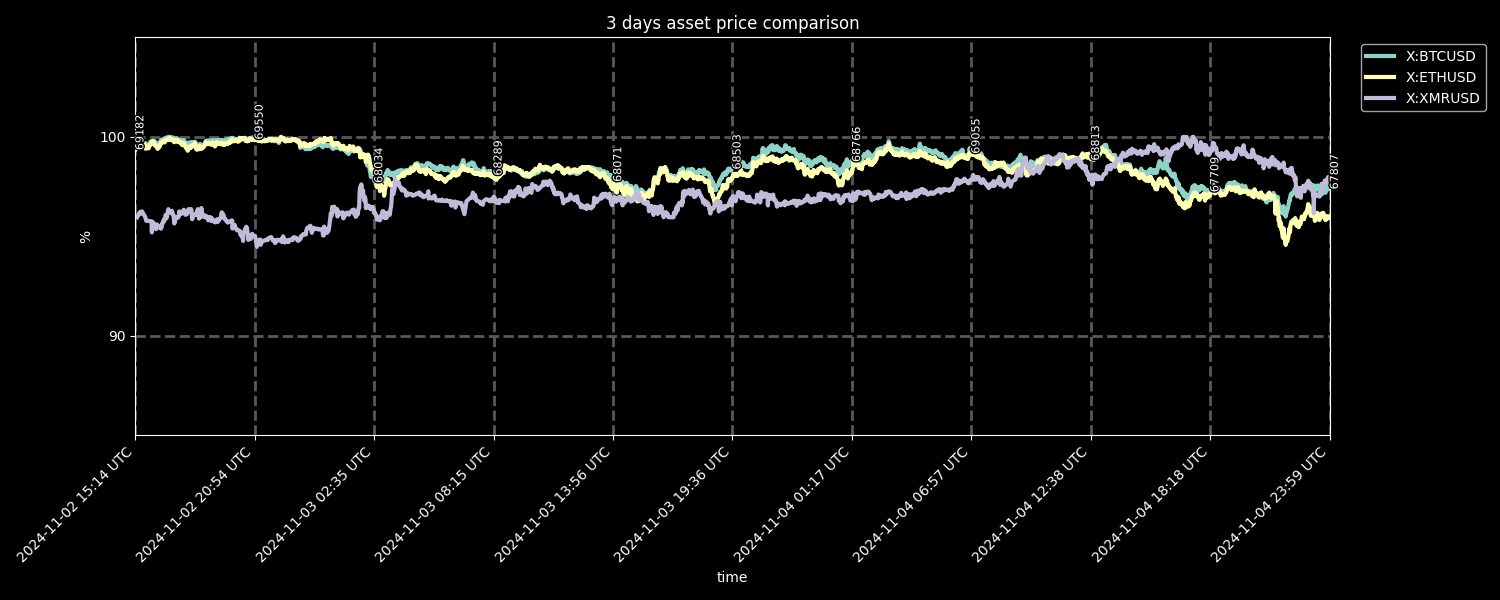 3 days asset price comparison
X:BTCUSD
X:ETHUSD
X:XMRUSD
100
90
%
69182
69550
68034
68289
68071
68503
68766
69055
68813
67709
67807
2024-11-02 15:14 UTC
2024-11-02 20:54 UTC
2024-11-03 02:35 UTC
2024-11-03 08:15 UTC
2024-11-03 13:56 UTC
2024-11-03 19:36 UTC
2024-11-04 01:17 UTC
2024-11-04 06:57 UTC
2024-11-04 12:38 UTC
2024-11-04 18:18 UTC
2024-11-04 23:59 UTC
time